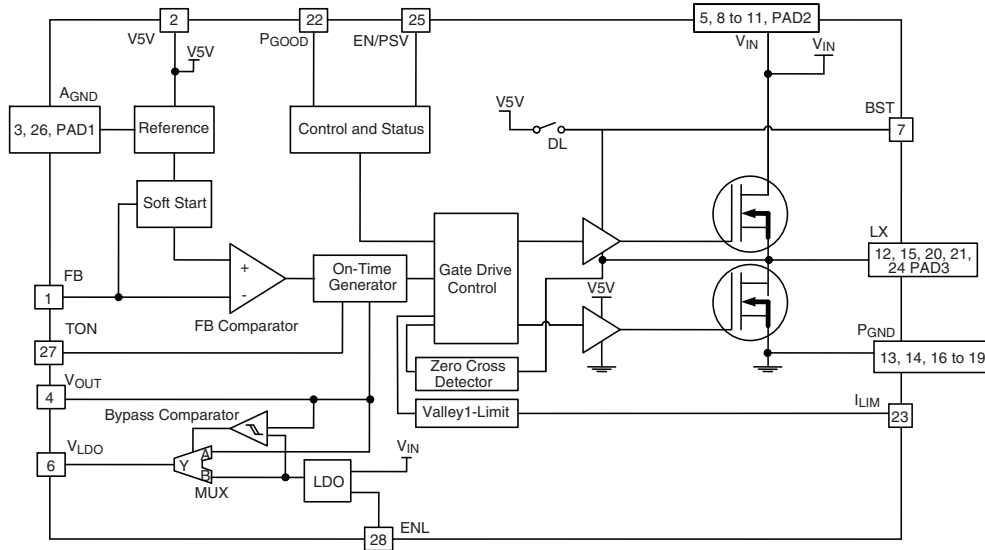 2
22
25
5, 8 to 11, PAD2
V5V
PGOOD
EN/PSV
VIN
VIN
V5V
AGND
3, 26, PAD1
Reference
Control and Status
V5V
DL
BST
7
Soft Start
LX
12, 15, 20, 21,
24 PAD3
FB
1
+
-
FB Comparator
On-Time
Generator
Gate Drive
Control
V5V
TON
27
PGND
13, 14, 16 to 19
Zero Cross
Detector
VOUT
4
Valley1-Limit
ILIM
23
Bypass Comparator
VLDO
6
Y
A
B
MUX
LDO
VIN
28
ENL